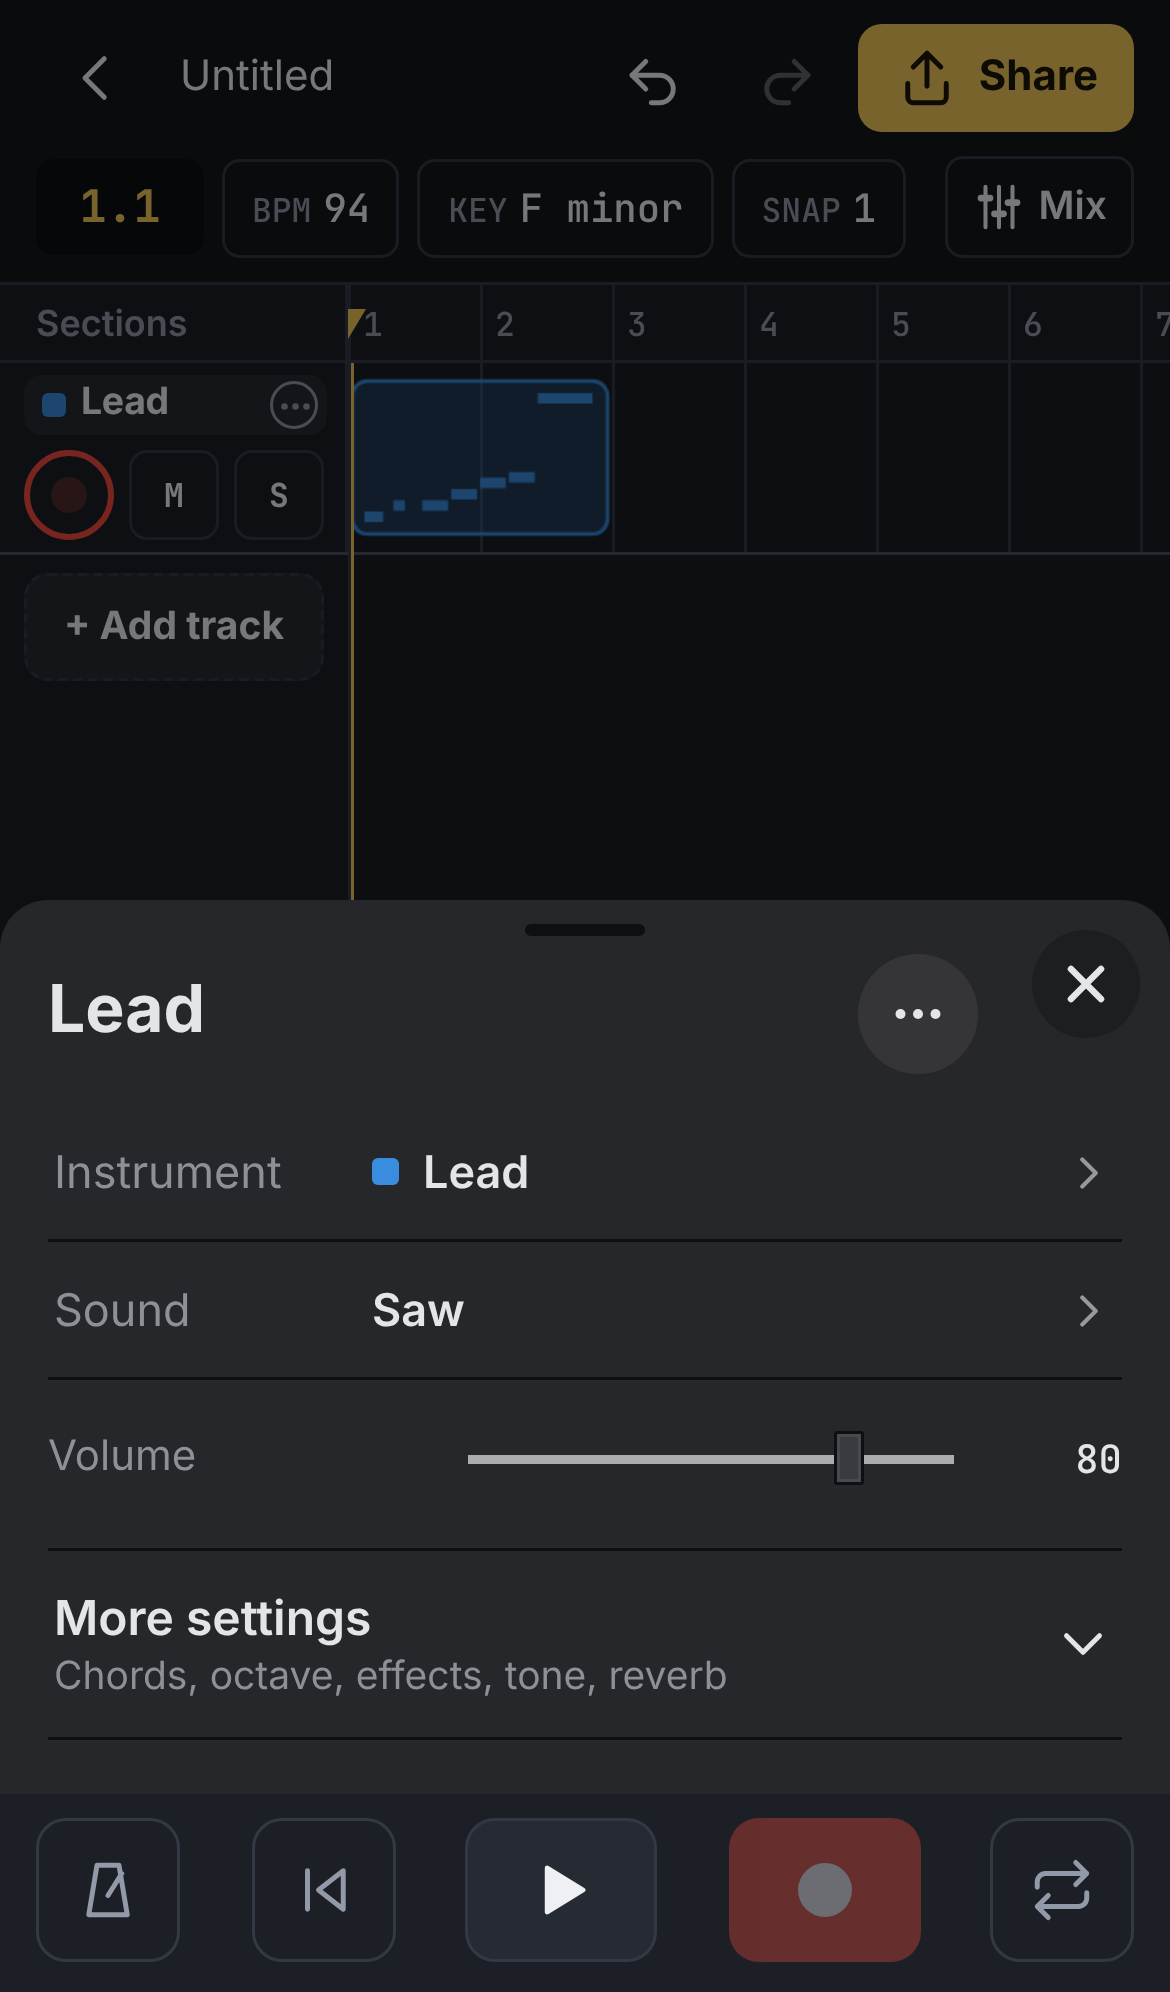 Untitled
Share
1.1
BPM 94
KEY F minor
SNAP 1
Mix
Sections
1 2 3 4 5 6 7
Lead
M S
+ Add track
Lead
Instrument Lead
Sound Saw
Volume 80
More settings
Chords, octave, effects, tone, reverb